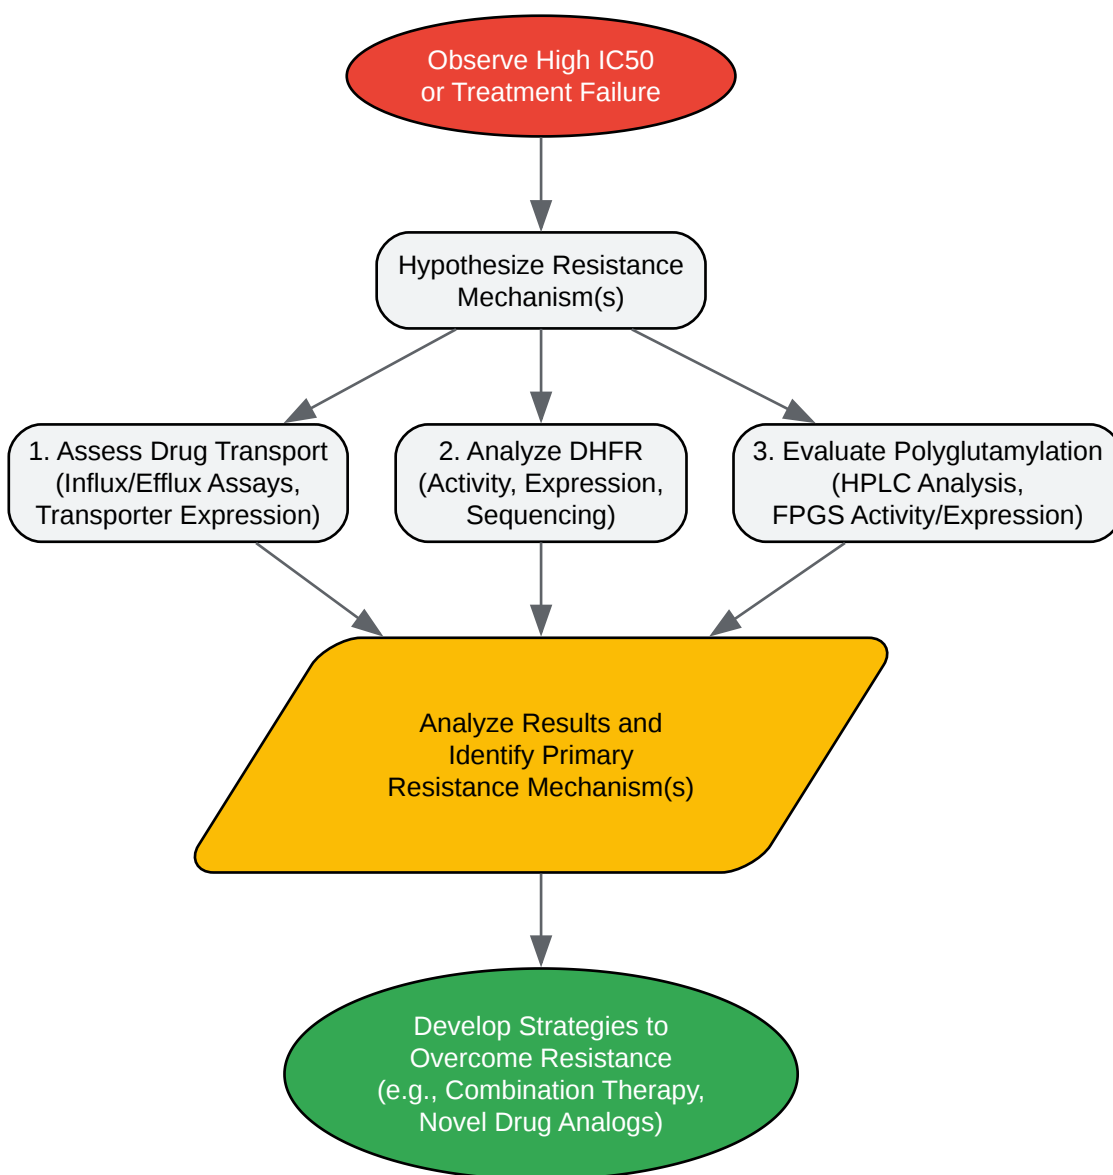 Observe High IC50
or Treatment Failure
Hypothesize Resistance
Mechanism(s)
1. Assess Drug Transport
(Influx/Efflux Assays,
Transporter Expression)
2. Analyze DHFR
(Activity, Expression,
Sequencing)
3. Evaluate Polyglutamylation
(HPLC Analysis,
FPGS Activity/Expression)
Analyze Results and
Identify Primary
Resistance Mechanism(s)
Develop Strategies to
Overcome Resistance
(e.g., Combination Therapy,
Novel Drug Analogs)